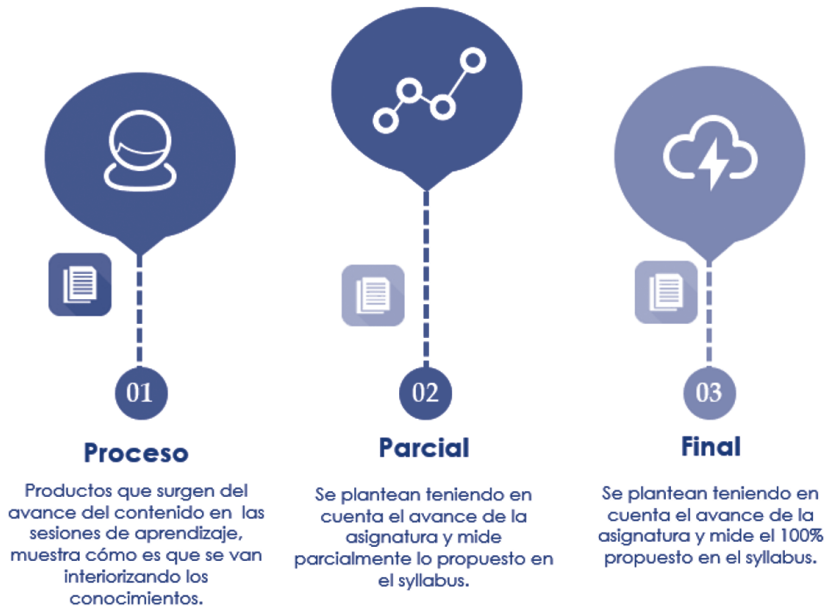 01
Proceso
Productos que surgen del
avance del contenido en las
sesiones de aprendizaje,
muestra cómo es que se van
interiorizando los
conocimientos.
02
Parcial
Se plantean teniendo en
cuenta el avance de la
asignatura y mide
parcialmente lo propuesto en
el syllabus.
03
Final
Se plantean teniendo en
cuenta el avance de la
asignatura y mide el 100%
propuesto en el syllabus.